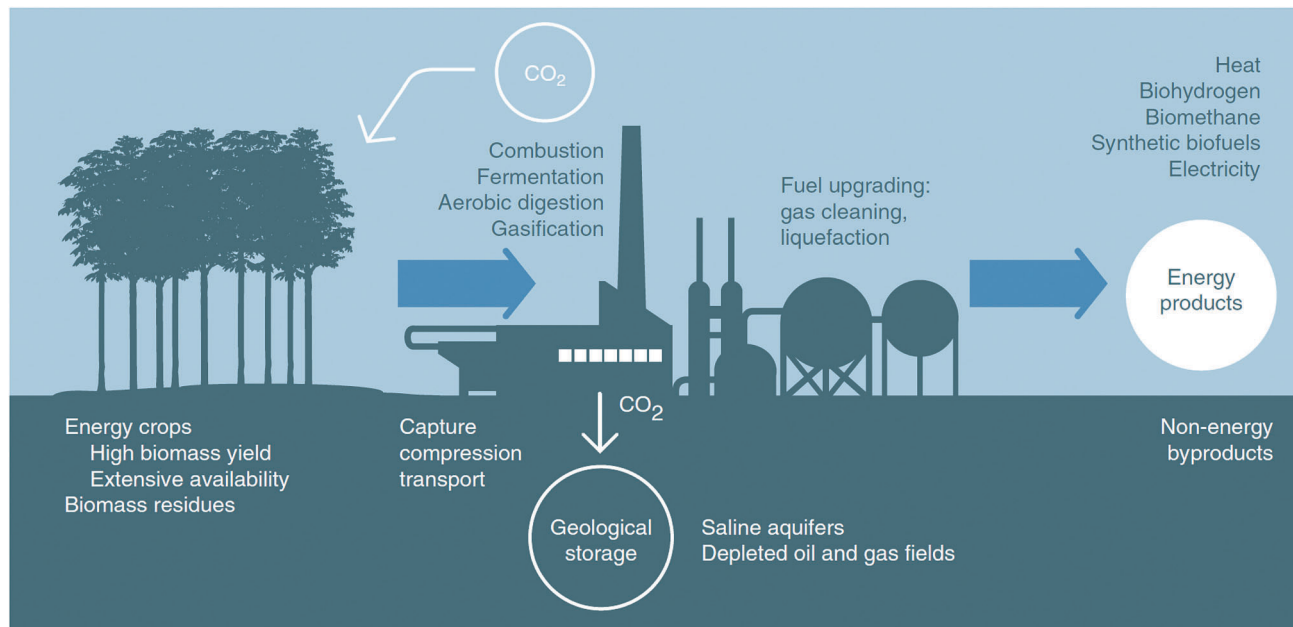 CO2
Combustion
Fermentation
Aerobic digestion
Gasification
Fuel upgrading:
gas cleaning,
liquefaction
Heat
Biohydrogen
Biomethane
Synthetic biofuels
Electricity
Energy
products
Energy crops
High biomass yield
Extensive availability
Biomass residues
Capture
compression
transport
CO2
Geological
storage
Saline aquifers
Depleted oil and gas fields
Non-energy
byproducts